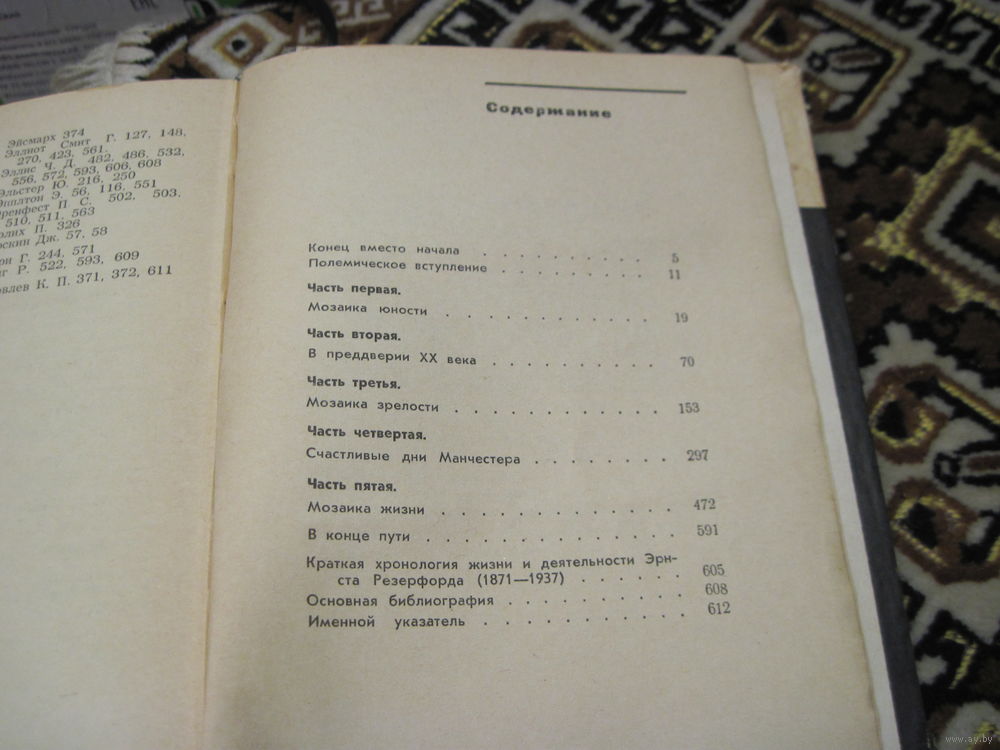 Эйсмарх 374
Эллиот Смит Г. 127, 148,
270, 423, 561.
Эллис Ч. Д. 482, 486, 532,
556, 572, 593, 606, 608
Эльстер Ю. 216, 250
Э. 56, 116, 551
П С. 502, 503,
510, 511, 563
П. 326
Дж. 57, 58
Г. 244, 571
Р. 522, 593, 609
К. П. 371, 372, 611
Содержание
Конец вместо начала . . . . . . . . . 5
Полемическое вступление . . . . . . . . 11
Часть первая.
Мозаика юности . . . . . . . . . . 19
Часть вторая.
В преддверии XX века . . . . . . . . 70
Часть третья.
Мозаика зрелости . . . . . . . . . . 153
Часть четвертая.
Счастливые дни Манчестера . . . . . . . 297
Часть пятая.
Мозаика жизни . . . . . . . . . . . . 472
В конце пути . . . . . . . . . . . . 591
Краткая хронология жизни и деятельности Эрн-
ста Резерфорда (1871—1937) . . . . . . 605
Основная библиография . . . . . . . . . 608
Именной указатель . . . . . . . . . . 612
www.ay.by